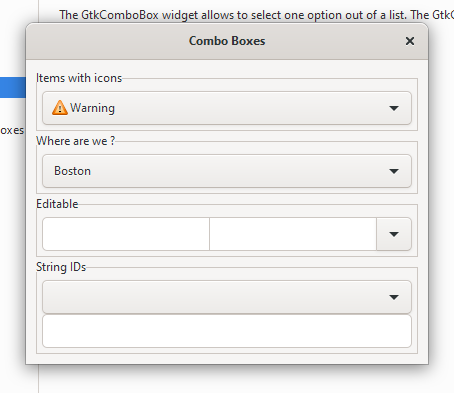 The GtkComboBox widget allows to select one option out of a list. The GtkC
Combo Boxes
Items with icons
Warning
oxes
Where are we ?
Boston
Editable
String IDs